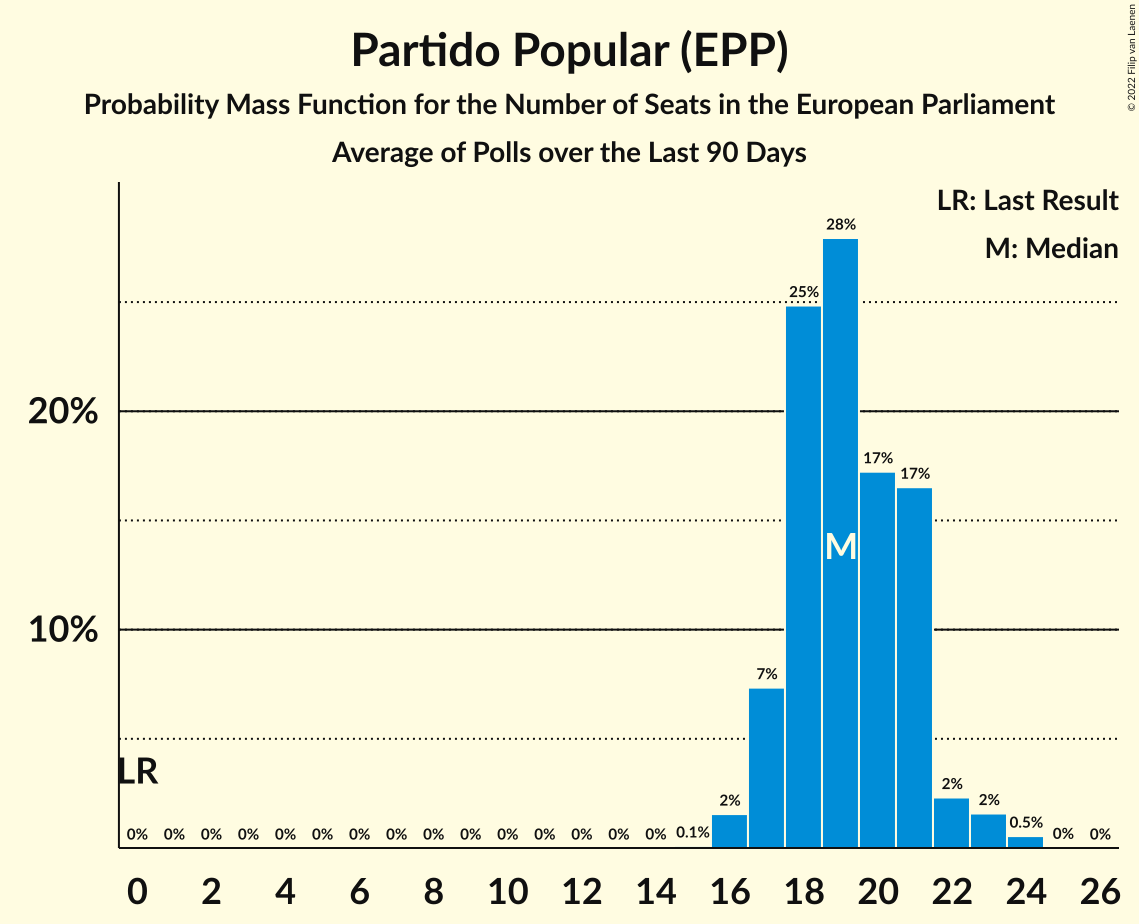 Partido Popular (EPP)
Probability Mass Function for the Number of Seats in the European Parliament
Average of Polls over the Last 90 Days
© 2022 Filip van Laenen
LR: Last Result
M: Median
28%
25%
20%
17%
17%
M
10%
7%
LR
2%
2%
2%
0.5%
0% 0% 0% 0% 0% 0% 0% 0% 0% 0% 0% 0% 0% 0% 0% 0.1% 0% 0%
0 2 4 6 8 10 12 14 16 18 20 22 24 26